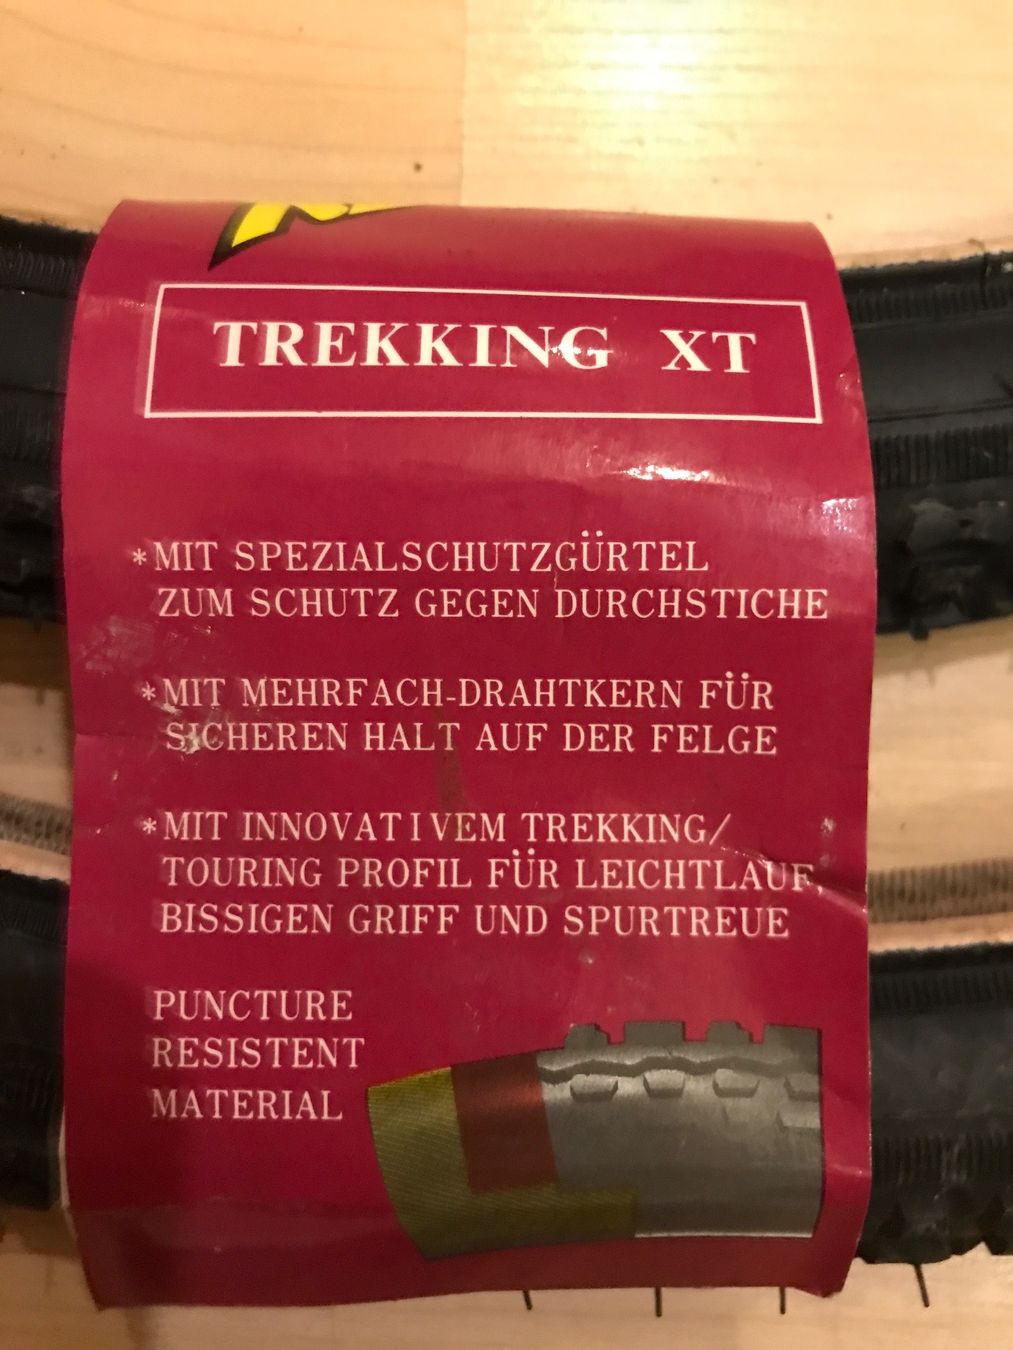 TREKKING XT
*MIT SPEZIALSCHUTZGÜRTEL
ZUM SCHUTZ GEGEN DURCHSTICHE
*MIT MEHRFACH-DRAHTKERN FÜR
SICHEREN HALT AUF DER FELGE
*MIT INNOVATIVEM TREKKING/
TOURING PROFIL FÜR LEICHTLAUF,
BISSIGEN GRIFF UND SPURTREUE
PUNCTURE
RESISTENT
MATERIAL